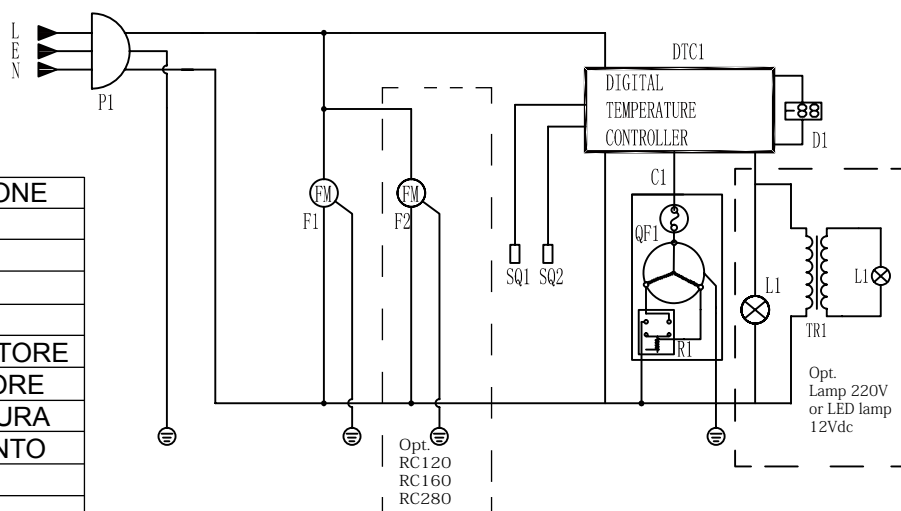 L
E
N
P1
DTC1
DIGITAL
TEMPERATURE
CONTROLLER
-88
D1
C1
FM
F1
FM
F2
QF1
SQ1
SQ2
R1
L1
TR1
L1
Opt.
Lamp 220V
or LED lamp
12Vdc
Opt.
RC120
RC160
RC280
ONE
TORE
ORE
URA
NTO